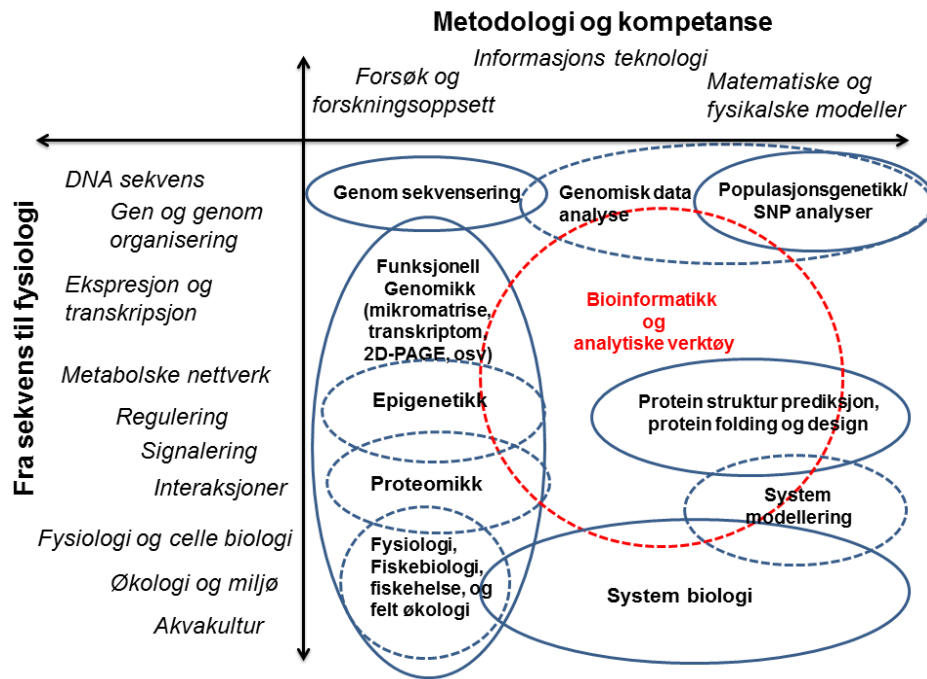 Metodologi og kompetanse
Informasjons teknologi
Forsøk og
forskningsoppsett
Matematiske og
fysikalske modeller
Fra sekvens til fysiologi
DNA sekvens
Gen og genom
organisering
Ekspresjon og
transkripsjon
Metabolske nettverk
Regulering
Signalering
Interaksjoner
Fysiologi og celle biologi
Økologi og miljø
Akvakultur
Genom sekvensering
Genomisk data
analyse
Populasjonsgenetikk/
SNP analyser
Funksjonell
Genomikk
(mikromatrise,
transkriptom,
2D-PAGE, osv)
Bioinformatikk
og
analytiske verktøy
Epigenetikk
Protein struktur prediksjon,
protein folding og design
Proteomikk
System
modellering
Fysiologi,
Fiskebiologi,
fiskehelse, og
felt økologi
System biologi